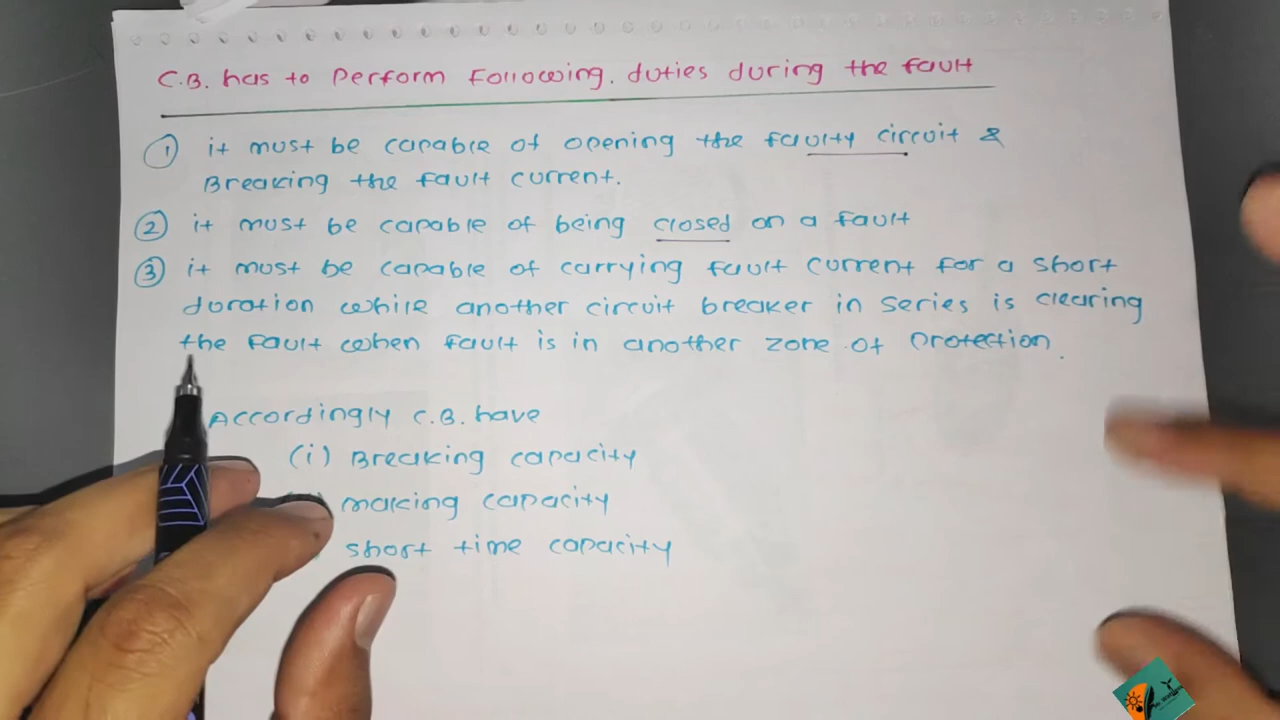 C.B. has to Perform Following. duties during the fault
① it must be capable of opening the faulty circuit &
Breaking the fault current.
② it must be capable of being closed on a fault
③ it must be capable of carrying fault current for a short
duration while another circuit breaker in series is clearing
the fault when fault is in another zone of Protection.
Accordingly C.B. have
(i) Breaking capacity
making capacity
short time capacity